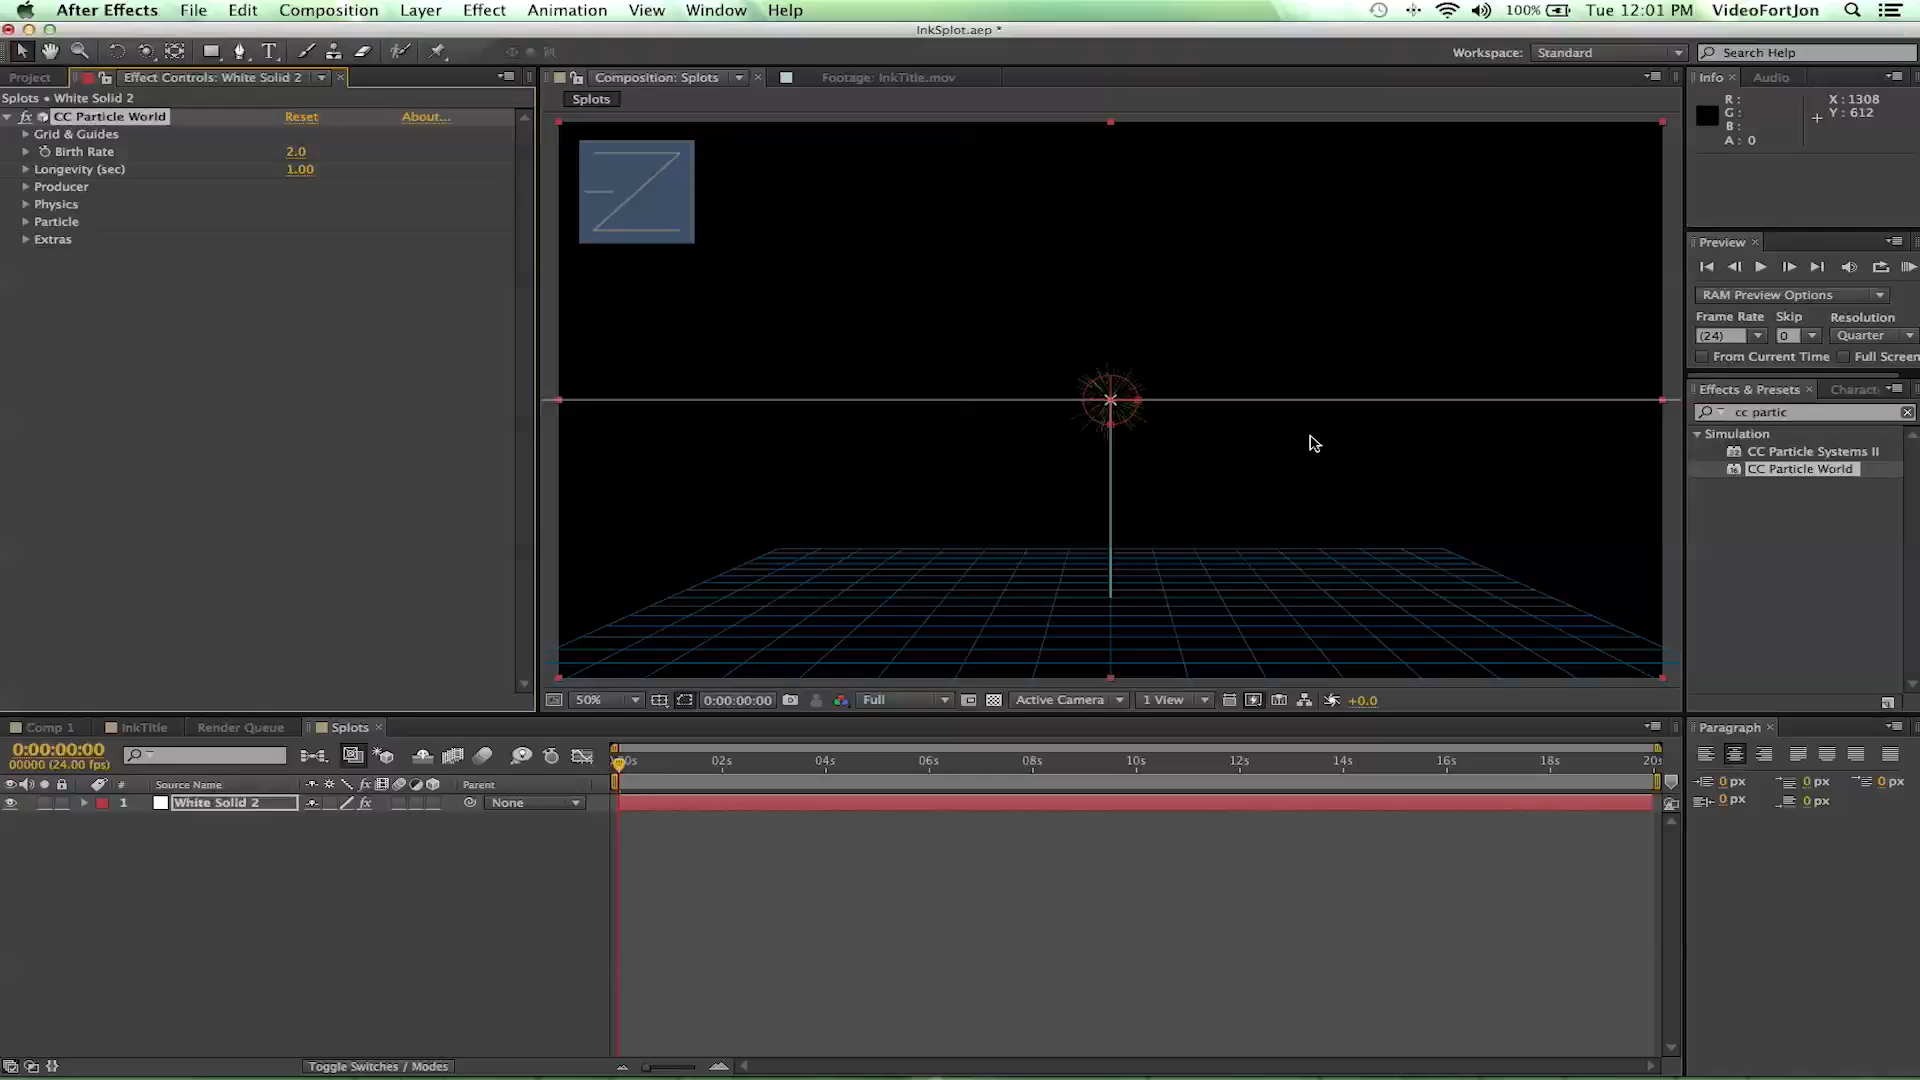 After Effects File Edit Composition Layer Effect Animation View Window Help 100% Tue 12:01 PM VideoFortJon
InkSplot.aep *
Workspace: Standard Search Help
Project Effect Controls: White Solid 2 Composition: Splots Footage: InkTitle.mov Info Audio
Splots • White Solid 2
Splots
fx CC Particle World Reset About...
Grid & Guides
Birth Rate 2.0
Longevity (sec) 1.00
Producer
Physics
Particle
Extras
R: X: 1308
G: Y: 612
B:
A: 0
Preview
RAM Preview Options
Frame Rate Skip Resolution
(24) 0 Quarter
From Current Time Full Screen
Effects & Presets Charact
cc partic
Simulation
CC Particle Systems II
CC Particle World
50% 0:00:00:00 Full Active Camera 1 View +0.0
Comp 1 InkTitle Render Queue Splots
0:00:00:00
00000 (24.00 fps)
# Source Name fx Parent
1 White Solid 2 fx None
02s 04s 06s 08s 10s 12s 14s 16s 18s 20s
Paragraph
0 px 0 px 0 px
0 px 0 px
Toggle Switches / Modes